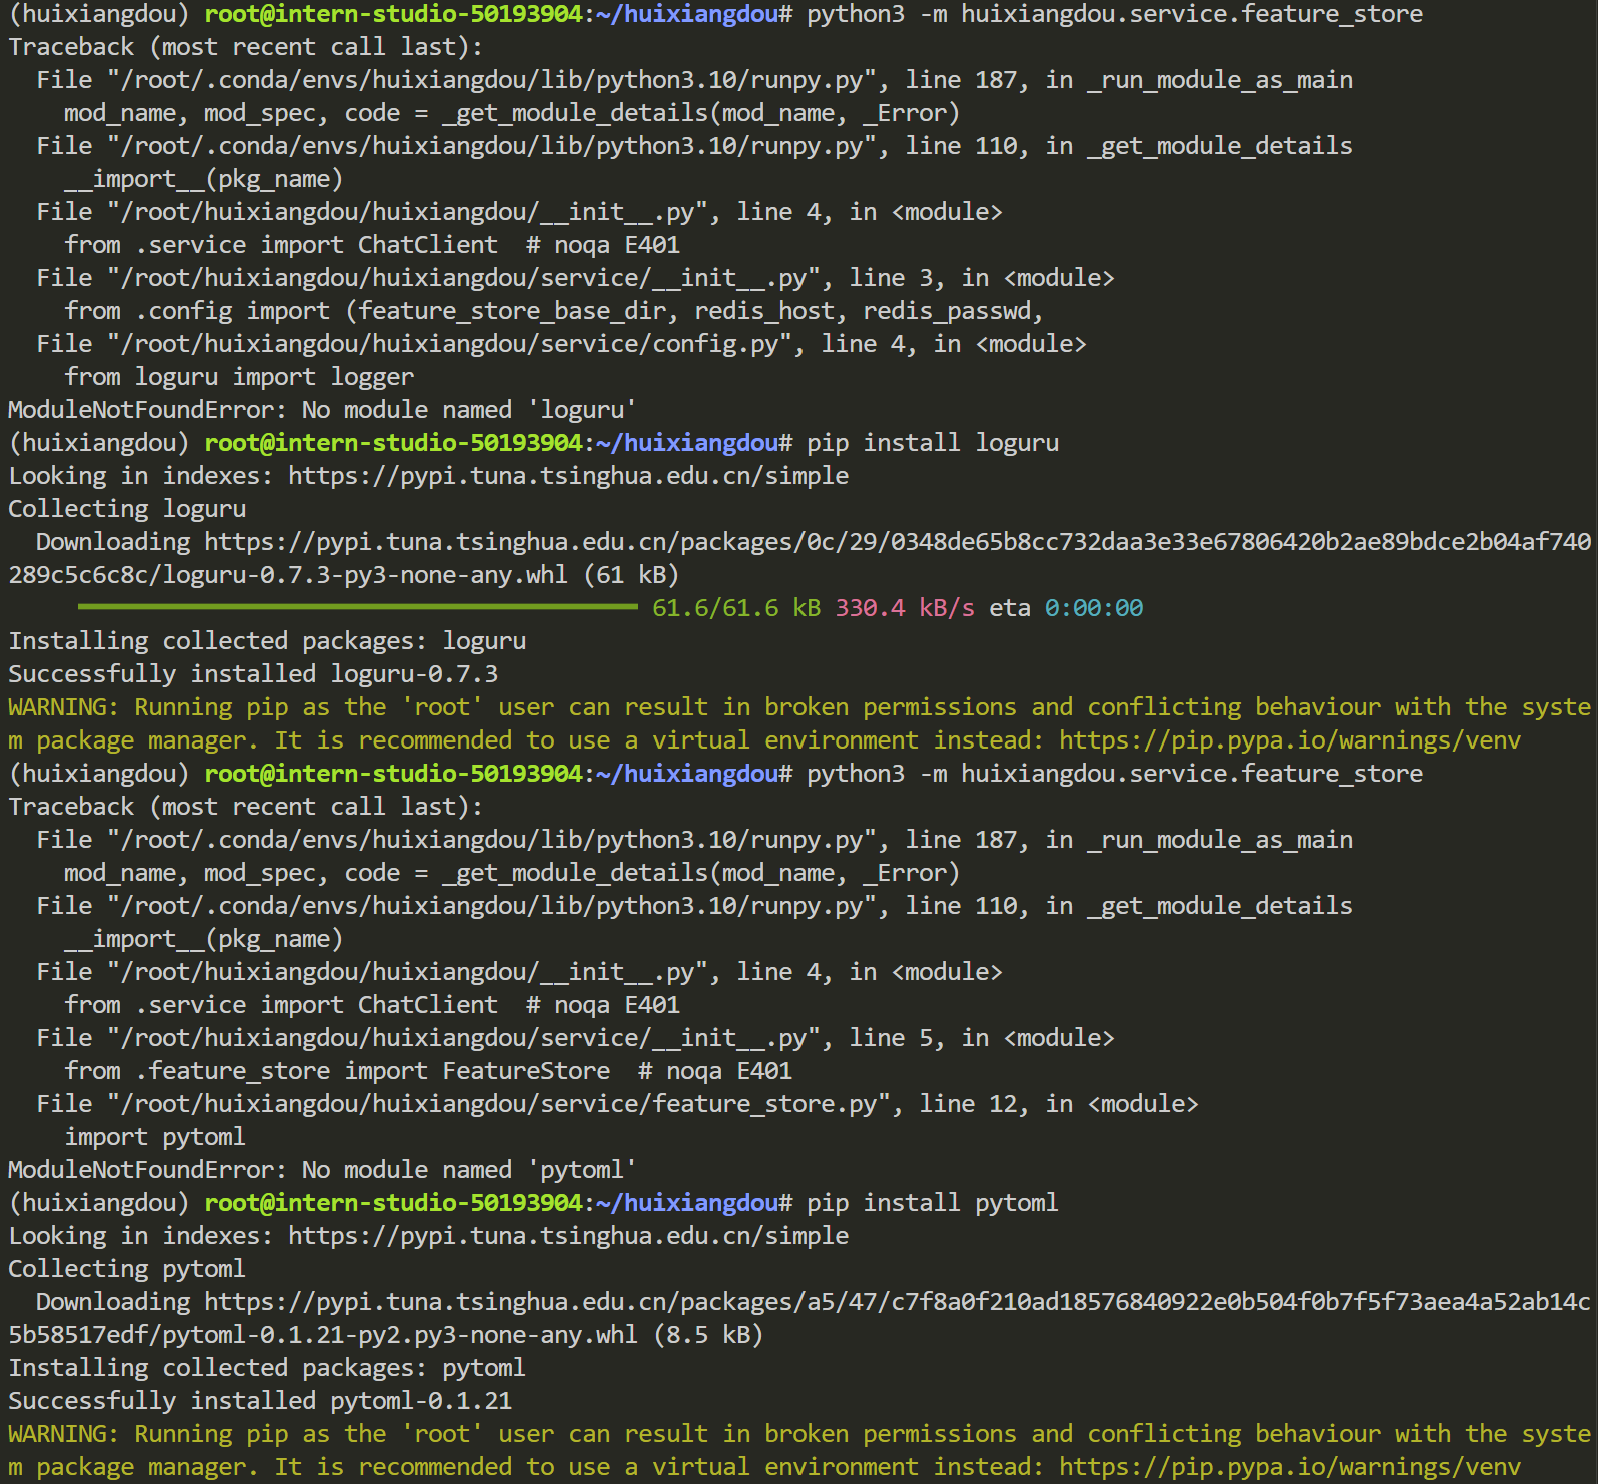 (huixiangdou) root@intern-studio-50193904:~/huixiangdou# python3 -m huixiangdou.service.feature_store
Traceback (most recent call last):
  File "/root/.conda/envs/huixiangdou/lib/python3.10/runpy.py", line 187, in _run_module_as_main
    mod_name, mod_spec, code = _get_module_details(mod_name, _Error)
  File "/root/.conda/envs/huixiangdou/lib/python3.10/runpy.py", line 110, in _get_module_details
    __import__(pkg_name)
  File "/root/huixiangdou/huixiangdou/__init__.py", line 4, in <module>
    from .service import ChatClient  # noqa E401
  File "/root/huixiangdou/huixiangdou/service/__init__.py", line 3, in <module>
    from .config import (feature_store_base_dir, redis_host, redis_passwd,
  File "/root/huixiangdou/huixiangdou/service/config.py", line 4, in <module>
    from loguru import logger
ModuleNotFoundError: No module named 'loguru'
(huixiangdou) root@intern-studio-50193904:~/huixiangdou# pip install loguru
Looking in indexes: https://pypi.tuna.tsinghua.edu.cn/simple
Collecting loguru
  Downloading https://pypi.tuna.tsinghua.edu.cn/packages/0c/29/0348de65b8cc732daa3e33e67806420b2ae89bdce2b04af740
289c5c6c8c/loguru-0.7.3-py3-none-any.whl (61 kB)
61.6/61.6 kB 330.4 kB/s eta 0:00:00
Installing collected packages: loguru
Successfully installed loguru-0.7.3
WARNING: Running pip as the 'root' user can result in broken permissions and conflicting behaviour with the syste
m package manager. It is recommended to use a virtual environment instead: https://pip.pypa.io/warnings/venv
(huixiangdou) root@intern-studio-50193904:~/huixiangdou# python3 -m huixiangdou.service.feature_store
Traceback (most recent call last):
  File "/root/.conda/envs/huixiangdou/lib/python3.10/runpy.py", line 187, in _run_module_as_main
    mod_name, mod_spec, code = _get_module_details(mod_name, _Error)
  File "/root/.conda/envs/huixiangdou/lib/python3.10/runpy.py", line 110, in _get_module_details
    __import__(pkg_name)
  File "/root/huixiangdou/huixiangdou/__init__.py", line 4, in <module>
    from .service import ChatClient  # noqa E401
  File "/root/huixiangdou/huixiangdou/service/__init__.py", line 5, in <module>
    from .feature_store import FeatureStore  # noqa E401
  File "/root/huixiangdou/huixiangdou/service/feature_store.py", line 12, in <module>
    import pytoml
ModuleNotFoundError: No module named 'pytoml'
(huixiangdou) root@intern-studio-50193904:~/huixiangdou# pip install pytoml
Looking in indexes: https://pypi.tuna.tsinghua.edu.cn/simple
Collecting pytoml
  Downloading https://pypi.tuna.tsinghua.edu.cn/packages/a5/47/c7f8a0f210ad18576840922e0b504f0b7f5f73aea4a52ab14c
5b58517edf/pytoml-0.1.21-py2.py3-none-any.whl (8.5 kB)
Installing collected packages: pytoml
Successfully installed pytoml-0.1.21
WARNING: Running pip as the 'root' user can result in broken permissions and conflicting behaviour with the syste
m package manager. It is recommended to use a virtual environment instead: https://pip.pypa.io/warnings/venv